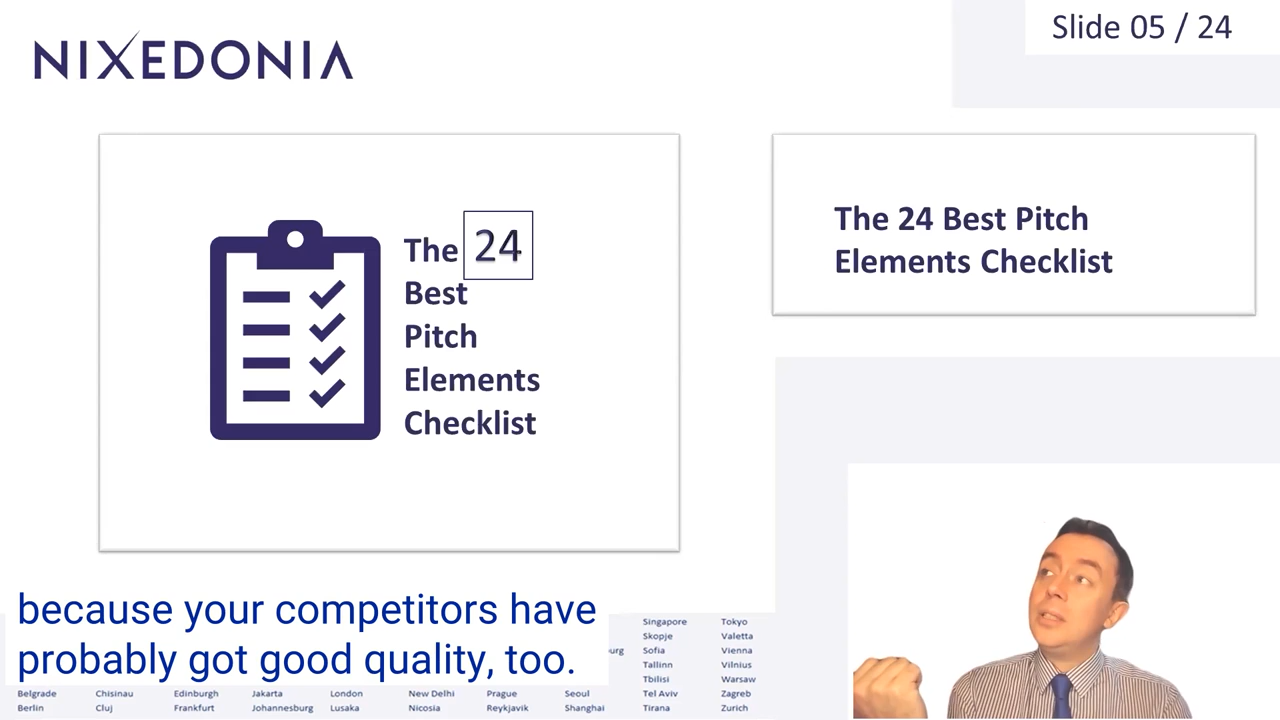 NIXEDONIA
Slide 05 / 24
The 24
Best
Pitch
Elements
Checklist
The 24 Best Pitch
Elements Checklist
because your competitors have
probably got good quality, too.
Singapore Tokyo
Skopje Valetta
Sofia Vienna
Tallinn Vilnius
Tbilisi Warsaw
Belgrade Chisinau Edinburgh Jakarta London New Delhi Prague Seoul Tel Aviv Zagreb
Berlin Cluj Frankfurt Johannesburg Lusaka Nicosia Reykjavik Shanghai Tirana Zurich